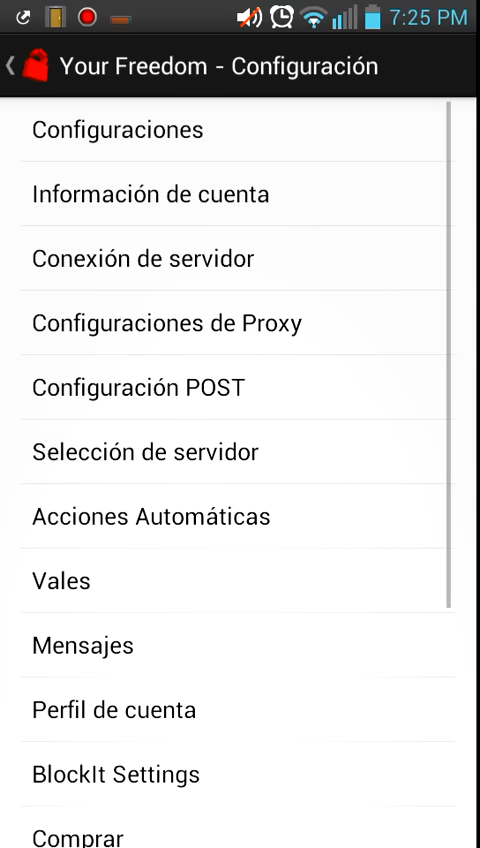 7:25 PM
Your Freedom - Configuración
Configuraciones
Información de cuenta
Conexión de servidor
Configuraciones de Proxy
Configuración POST
Selección de servidor
Acciones Automáticas
Vales
Mensajes
Perfil de cuenta
BlockIt Settings
Comprar